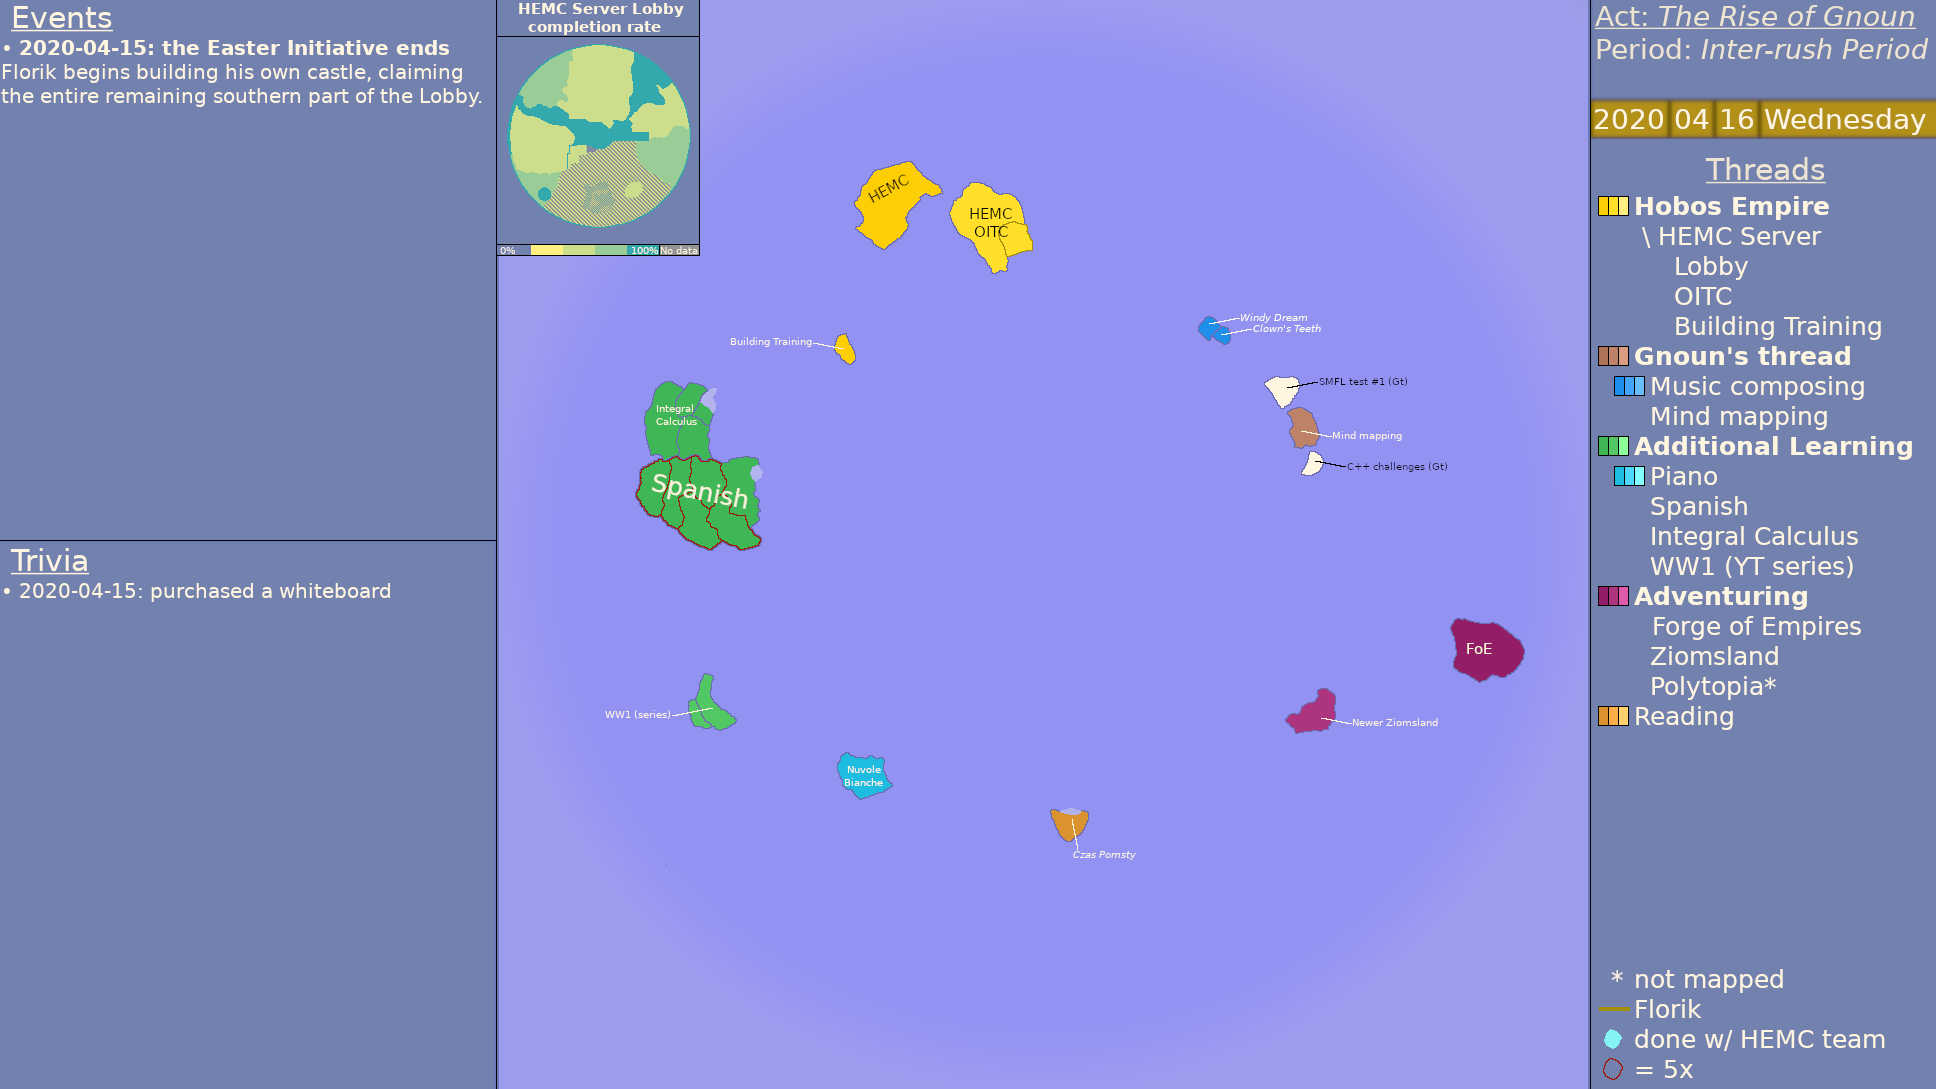 Events
• 2020-04-15: the Easter Initiative ends
Florik begins building his own castle, claiming
the entire remaining southern part of the Lobby.
Trivia
• 2020-04-15: purchased a whiteboard
HEMC Server Lobby
completion rate
0% 100% No data
HEMC
HEMC
OITC
Building Training
Windy Dream
Clown's Teeth
SMFL test #1 (Gt)
Mind mapping
C++ challenges (Gt)
Integral
Calculus
Spanish
FoE
WW1 (series)
Newer Ziomsland
Nuvole
Bianche
Czas Pomsty
Act: The Rise of Gnoun
Period: Inter-rush Period
2020 04 16 Wednesday
Threads
Hobos Empire
\ HEMC Server
Lobby
OITC
Building Training
Gnoun's thread
Music composing
Mind mapping
Additional Learning
Piano
Spanish
Integral Calculus
WW1 (YT series)
Adventuring
Forge of Empires
Ziomsland
Polytopia*
Reading
* not mapped
Florik
done w/ HEMC team
= 5x